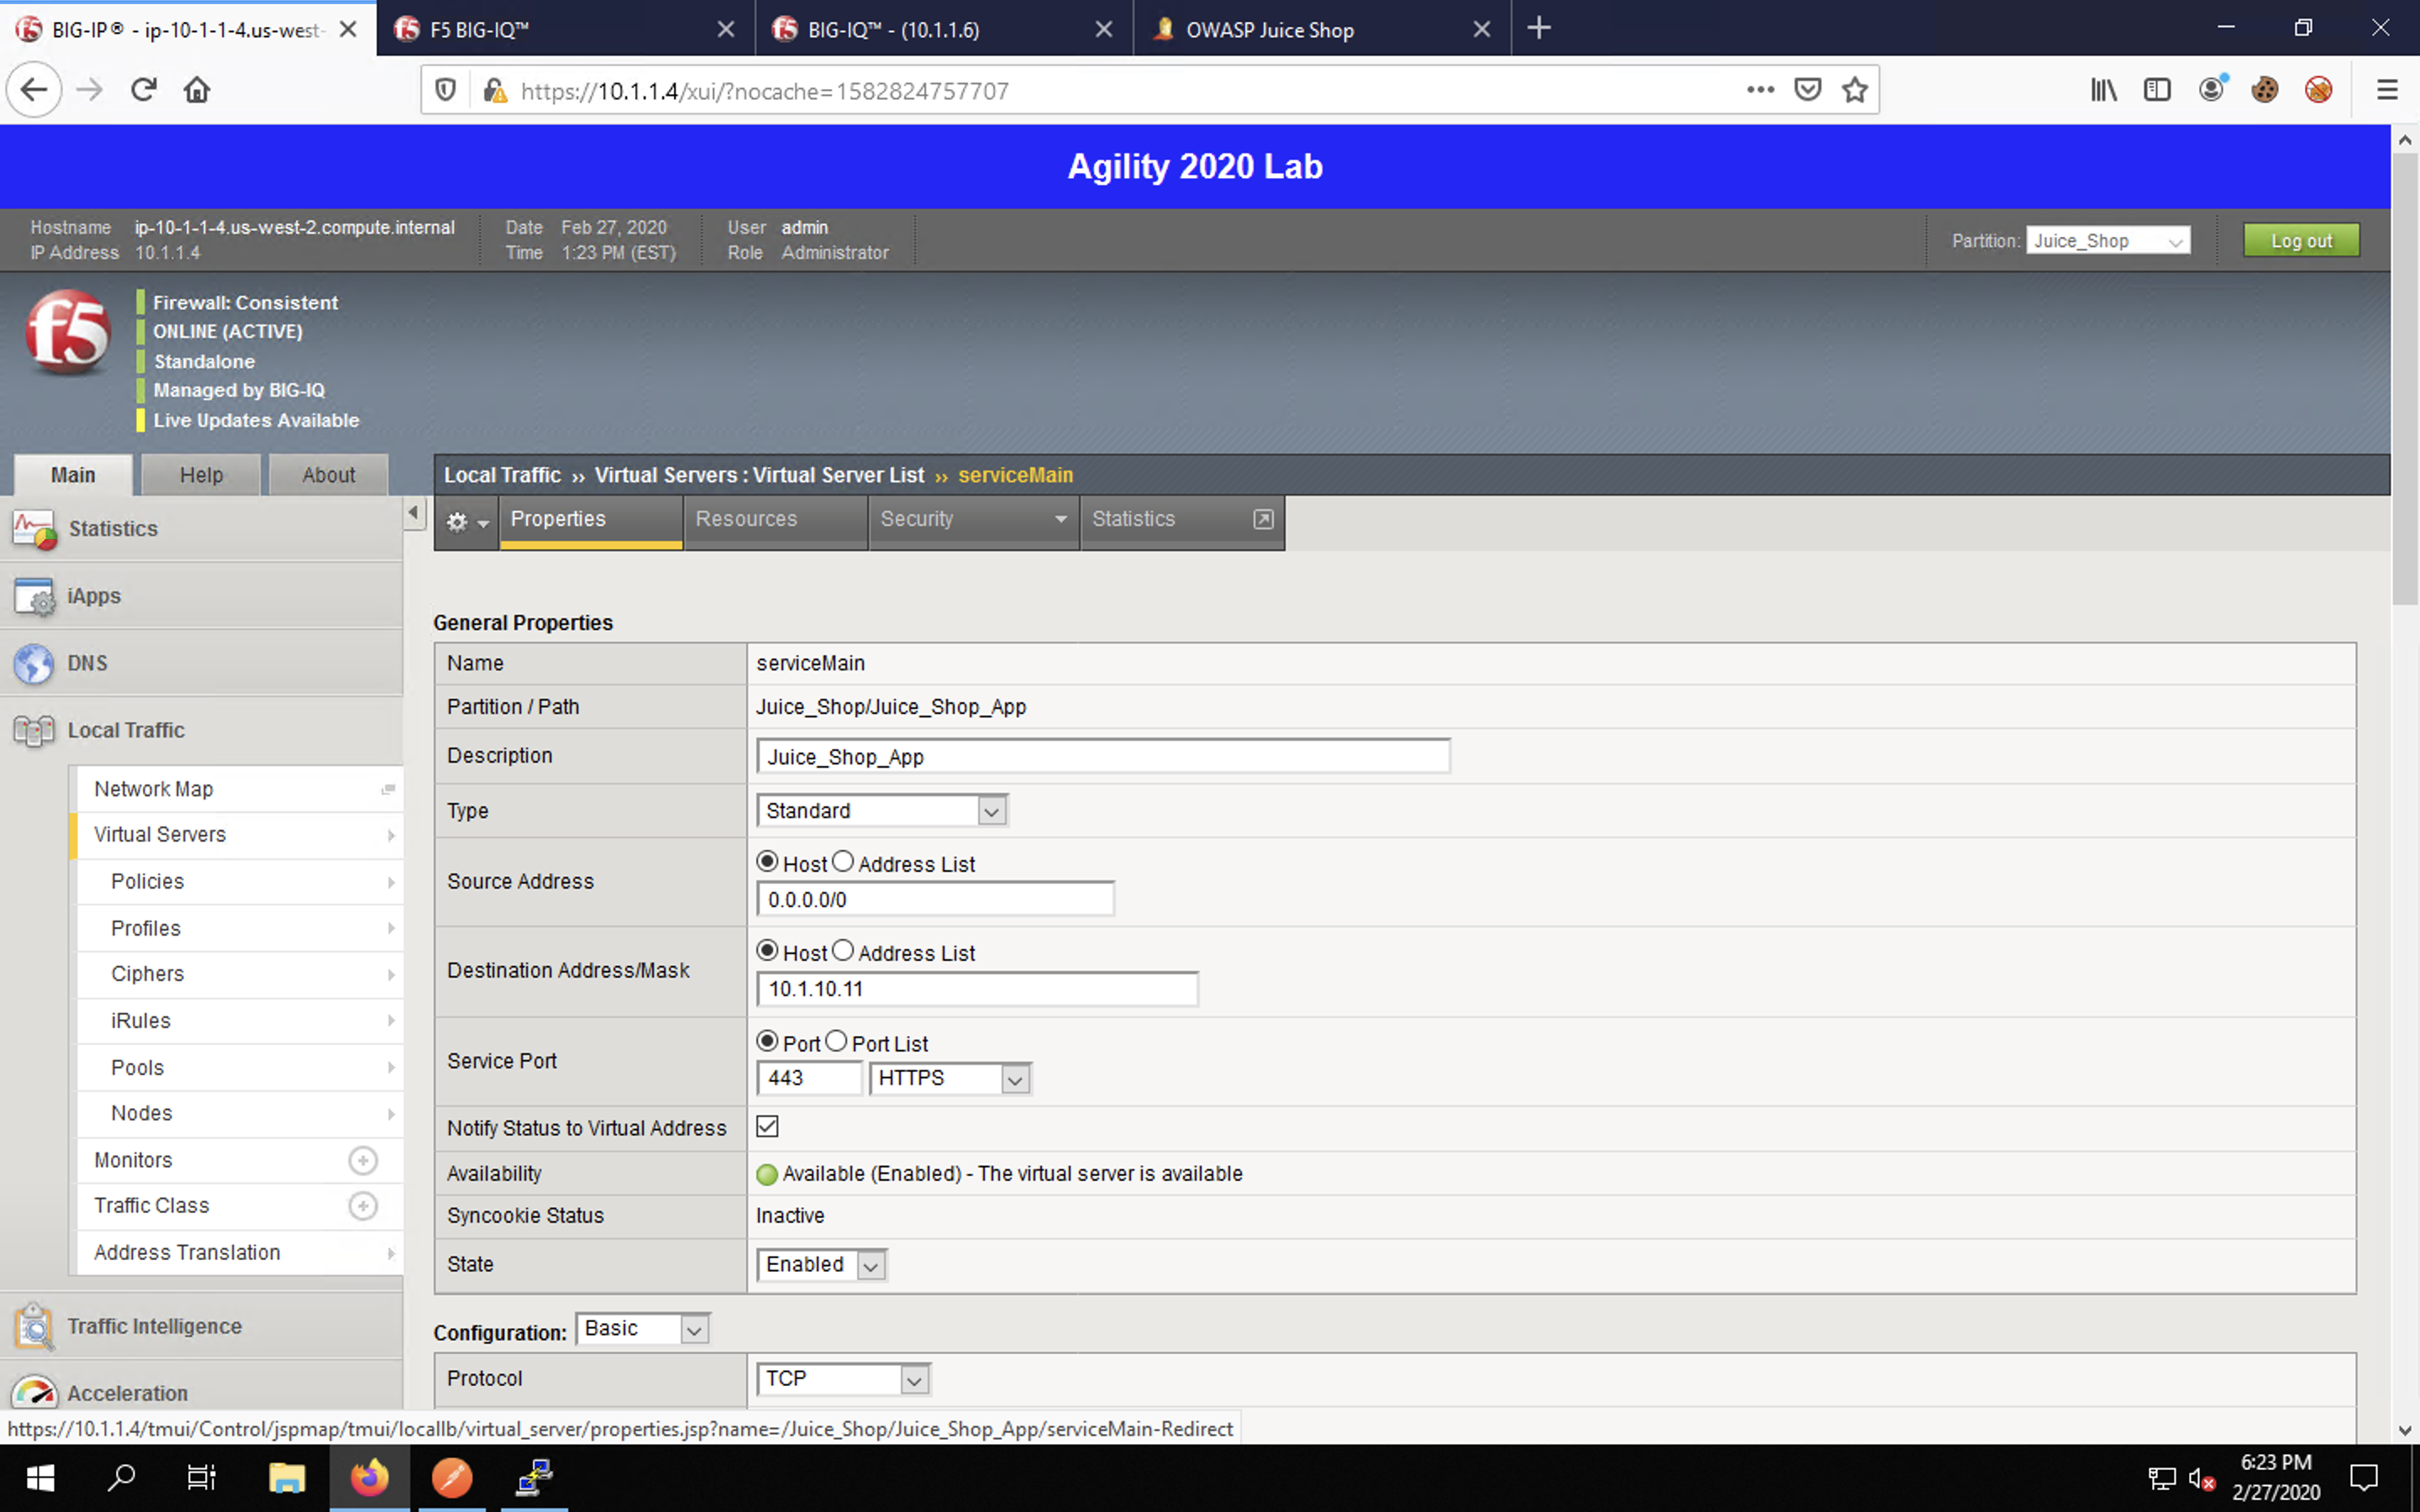 BIG-IP® - ip-10-1-1-4.us-west-
F5 BIG-IQ™
BIG-IQ™ - (10.1.1.6)
OWASP Juice Shop
https://10.1.1.4/xui/?nocache=1582824757707
Agility 2020 Lab
Hostname ip-10-1-1-4.us-west-2.compute.internal
IP Address 10.1.1.4
Date Feb 27, 2020
Time 1:23 PM (EST)
User admin
Role Administrator
Partition: Juice_Shop
Log out
f5
Firewall: Consistent
ONLINE (ACTIVE)
Standalone
Managed by BIG-IQ
Live Updates Available
Main Help About
Local Traffic ›› Virtual Servers : Virtual Server List ›› serviceMain
Properties Resources Security Statistics
Statistics
iApps
DNS
Local Traffic
Network Map
Virtual Servers
Policies
Profiles
Ciphers
iRules
Pools
Nodes
Monitors
Traffic Class
Address Translation
Traffic Intelligence
Acceleration
General Properties
Name serviceMain
Partition / Path Juice_Shop/Juice_Shop_App
Description Juice_Shop_App
Type Standard
Source Address Host Address List
0.0.0.0/0
Destination Address/Mask Host Address List
10.1.10.11
Service Port Port Port List
443 HTTPS
Notify Status to Virtual Address
Availability Available (Enabled) - The virtual server is available
Syncookie Status Inactive
State Enabled
Configuration: Basic
Protocol TCP
https://10.1.1.4/tmui/Control/jspmap/tmui/locallb/virtual_server/properties.jsp?name=/Juice_Shop/Juice_Shop_App/serviceMain-Redirect
6:23 PM
2/27/2020